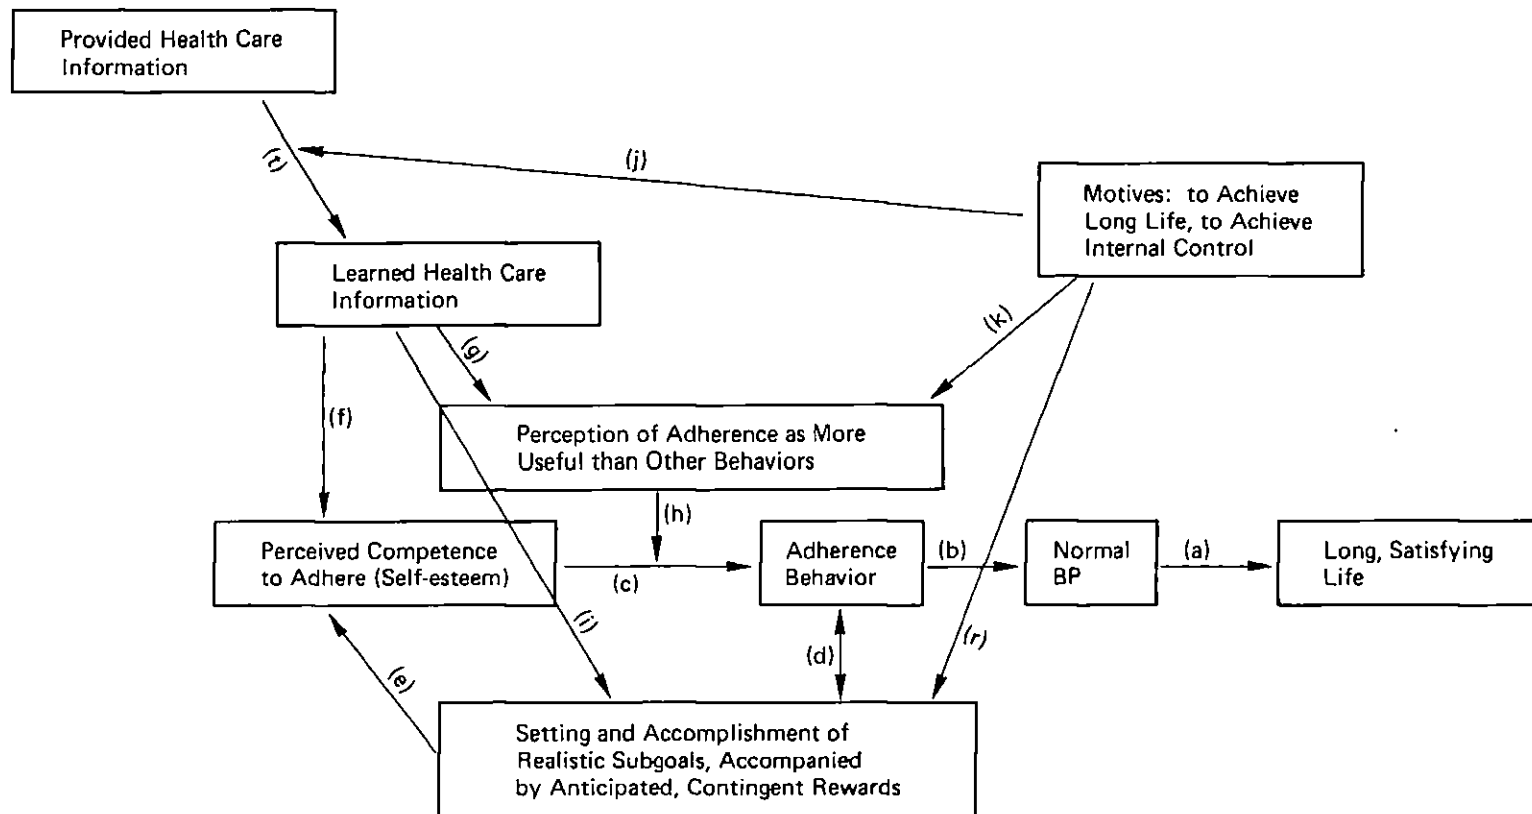 Provided Health Care
Information
(t)
(j)
Motives: to Achieve
Long Life, to Achieve
Internal Control
Learned Health Care
Information
(g)
(k)
(f)
Perception of Adherence as More
Useful than Other Behaviors
(h)
Perceived Competence
to Adhere (Self-esteem)
(c)
Adherence
Behavior
(b)
Normal
BP
(a)
Long, Satisfying
Life
(i)
(r)
(d)
(e)
Setting and Accomplishment of
Realistic Subgoals, Accompanied
by Anticipated, Contingent Rewards